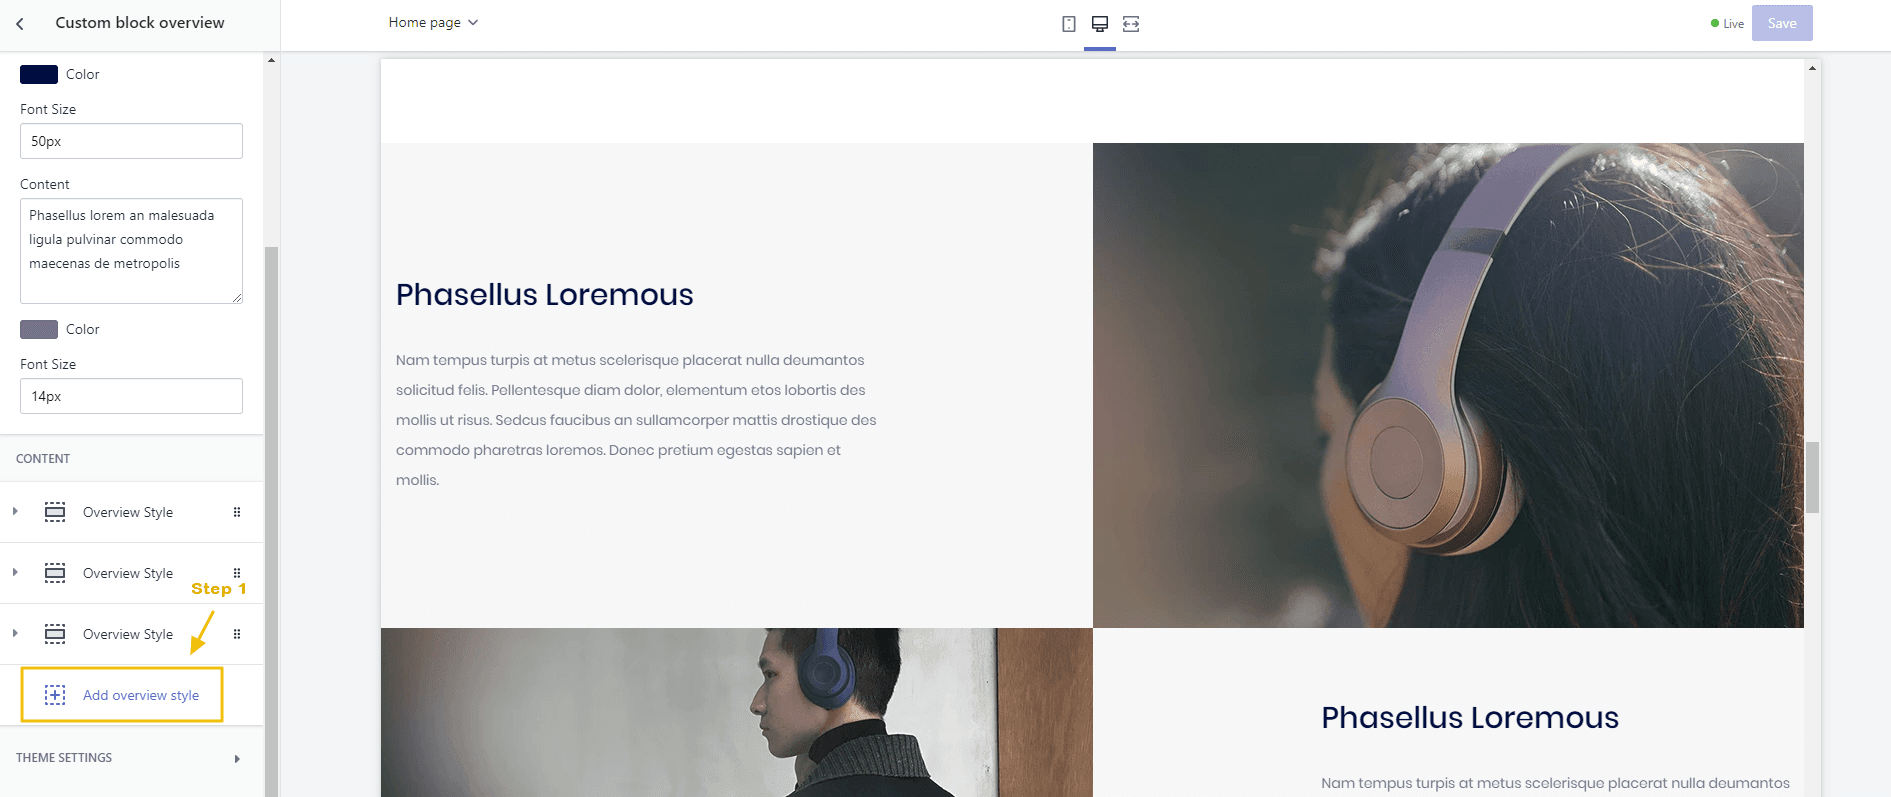 Custom block overview
Home page
Live
Save
Color
Font Size
50px
Content
Phasellus lorem an malesuada
ligula pulvinar commodo
maecenas de metropolis
Color
Font Size
14px
CONTENT
Overview Style
Overview Style
Step 1
Overview Style
Add overview style
THEME SETTINGS
Phasellus Loremous
Nam tempus turpis at metus scelerisque placerat nulla deumantos
solicitud felis. Pellentesque diam dolor, elementum etos lobortis des
mollis ut risus. Sedcus faucibus an sullamcorper mattis drostique des
commodo pharetras loremos. Donec pretium egestas sapien et
mollis.
Phasellus Loremous
Nam tempus turpis at metus scelerisque placerat nulla deumantos